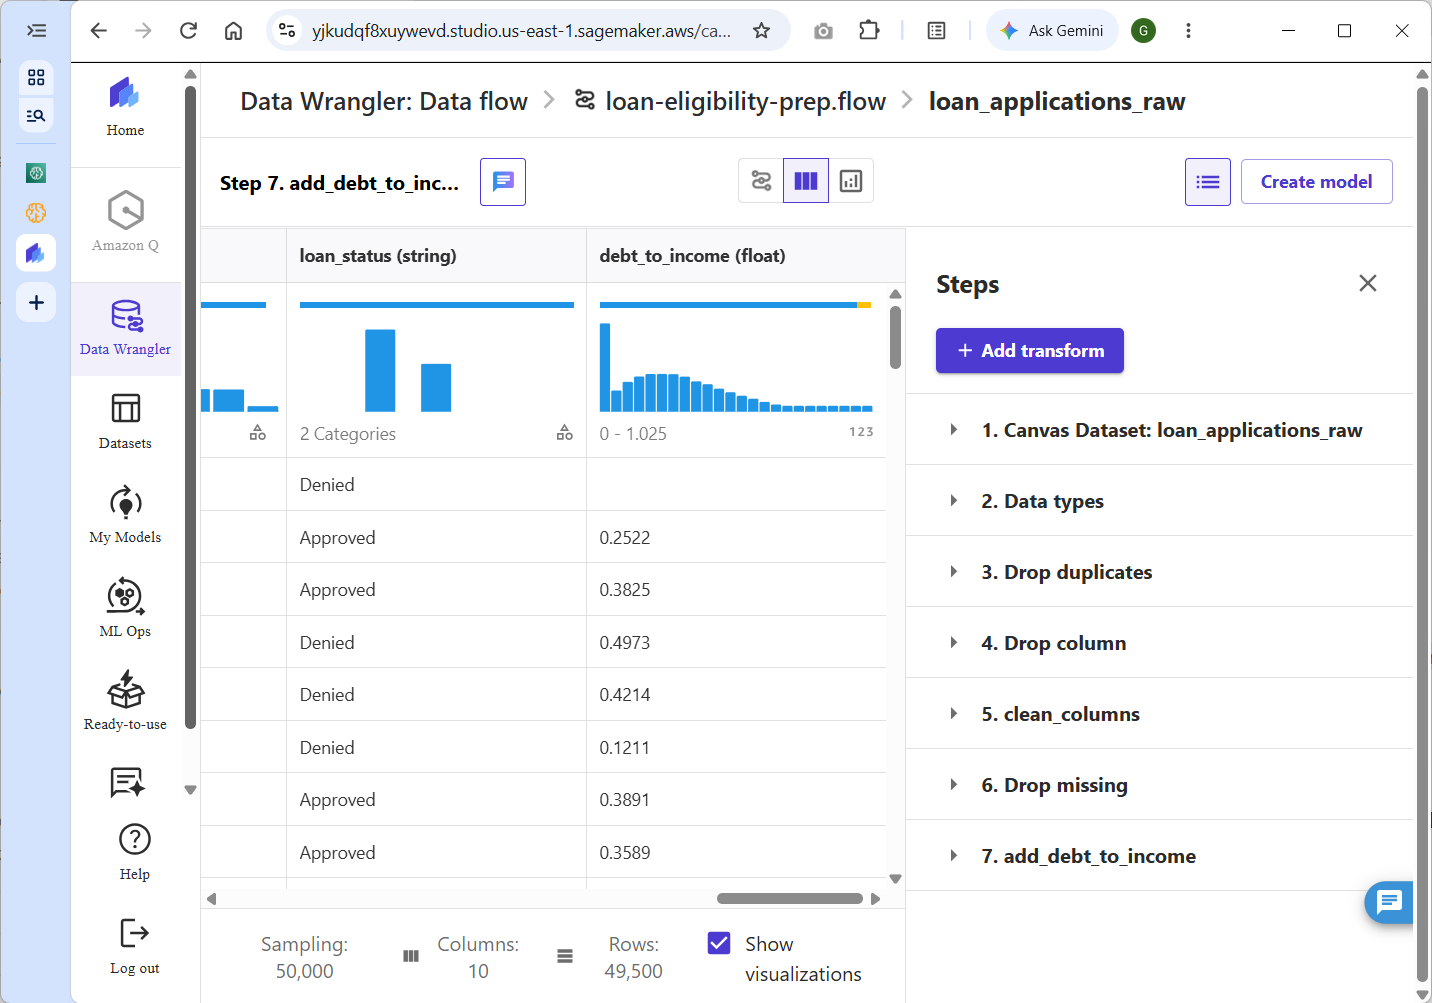 yjkudqf8xuywevd.studio.us-east-1.sagemaker.aws/ca...
Ask Gemini
G
Home
Amazon Q
Data Wrangler
Datasets
My Models
ML Ops
Ready-to-use
Help
Log out
Data Wrangler: Data flow
loan-eligibility-prep.flow
loan_applications_raw
Step 7. add_debt_to_inc...
Create model
loan_status (string)
debt_to_income (float)
2 Categories
0 - 1.025
123
Denied
Approved 0.2522
Approved 0.3825
Denied 0.4973
Denied 0.4214
Denied 0.1211
Approved 0.3891
Approved 0.3589
Sampling:
50,000
Columns:
10
Rows:
49,500
Show
visualizations
Steps
+ Add transform
1. Canvas Dataset: loan_applications_raw
2. Data types
3. Drop duplicates
4. Drop column
5. clean_columns
6. Drop missing
7. add_debt_to_income